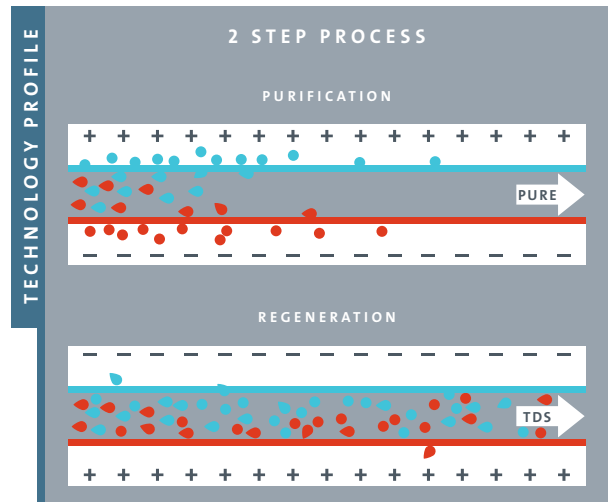 TECHNOLOGY PROFILE
2 STEP PROCESS
PURIFICATION
+ + + + + + + + + + + + + + +
PURE
— — — — — — — — — — — — — — —
REGENERATION
— — — — — — — — — — — — — — —
TDS
+ + + + + + + + + + + + + + +